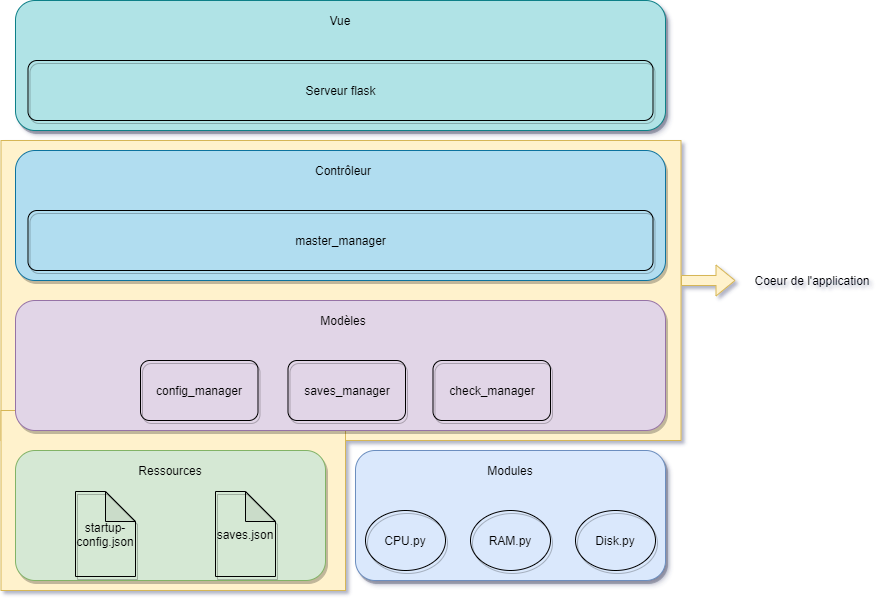 Vue
Serveur flask
Contrôleur
master_manager
Coeur de l'application
Modèles
config_manager
saves_manager
check_manager
Ressources
startup-
config.json
saves.json
Modules
CPU.py
RAM.py
Disk.py